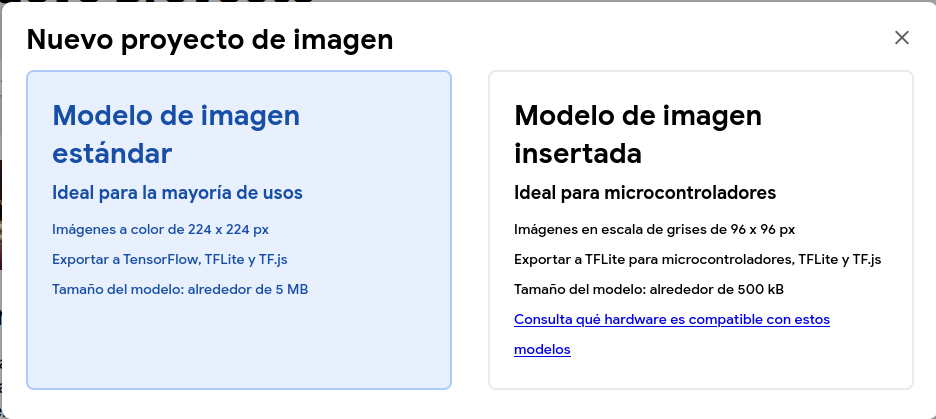 Nuevo proyecto de imagen
Modelo de imagen
estándar
Ideal para la mayoría de usos
Imágenes a color de 224 x 224 px
Exportar a TensorFlow, TFLite y TF.js
Tamaño del modelo: alrededor de 5 MB
Modelo de imagen
insertada
Ideal para microcontroladores
Imágenes en escala de grises de 96 x 96 px
Exportar a TFLite para microcontroladores, TFLite y TF.js
Tamaño del modelo: alrededor de 500 kB
Consulta qué hardware es compatible con estos
modelos